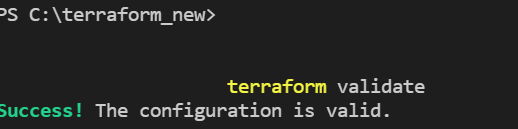 PS C:\terraform_new>
terraform validate
Success! The configuration is valid.